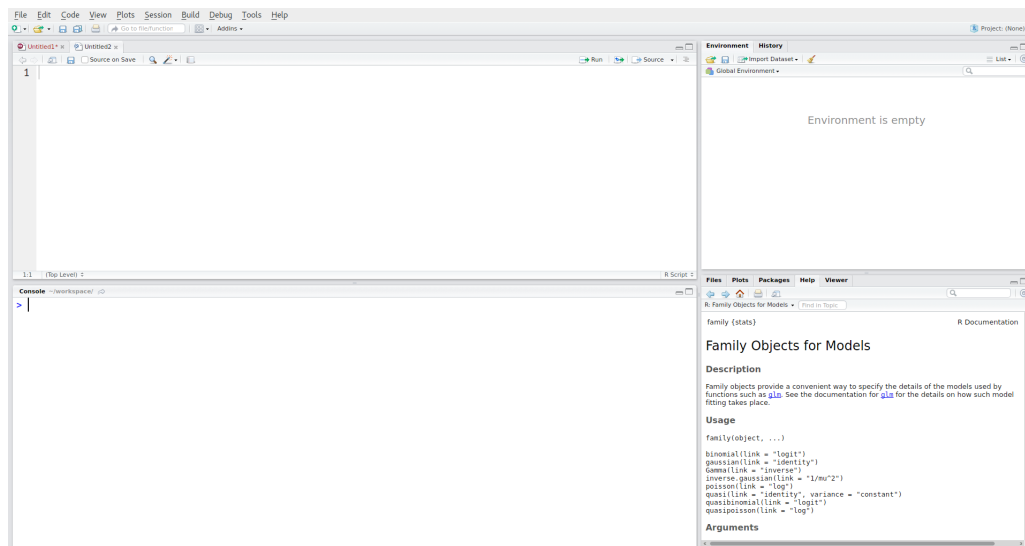 File Edit Code View Plots Session Build Debug Tools Help
Go to file/function Addins Project: (None)
Untitled1* × Untitled2 ×
Source on Save Run Source
1
1:1 (Top Level) R Script
Console ~/workspace/
>
Environment History
Import Dataset List
Global Environment
Environment is empty
Files Plots Packages Help Viewer
R: Family Objects for Models Find in Topic
family {stats} R Documentation
Family Objects for Models
Description
Family objects provide a convenient way to specify the details of the models used by
functions such as glm. See the documentation for glm for the details on how such model
fitting takes place.
Usage
family(object, ...)
binomial(link = "logit")
gaussian(link = "identity")
Gamma(link = "inverse")
inverse.gaussian(link = "1/mu^2")
poisson(link = "log")
quasi(link = "identity", variance = "constant")
quasibinomial(link = "logit")
quasipoisson(link = "log")
Arguments